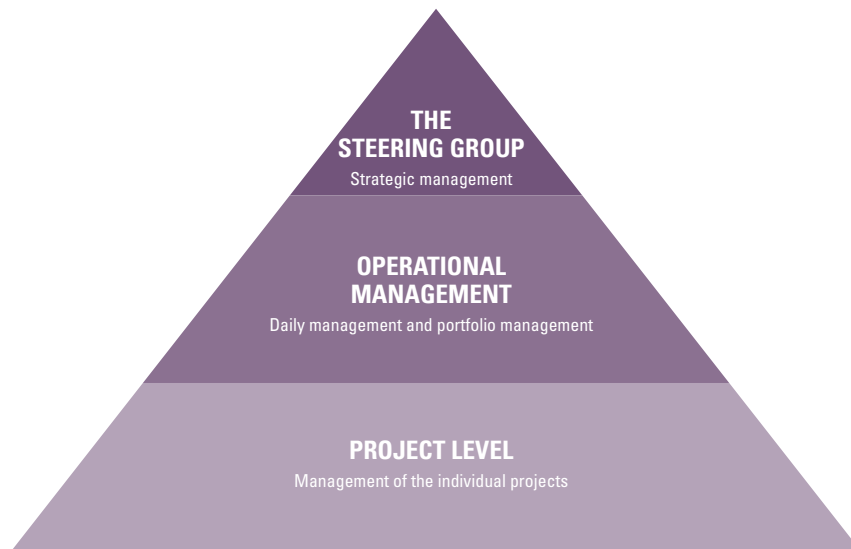 THE
STEERING GROUP
Strategic management
OPERATIONAL
MANAGEMENT
Daily management and portfolio management
PROJECT LEVEL
Management of the individual projects